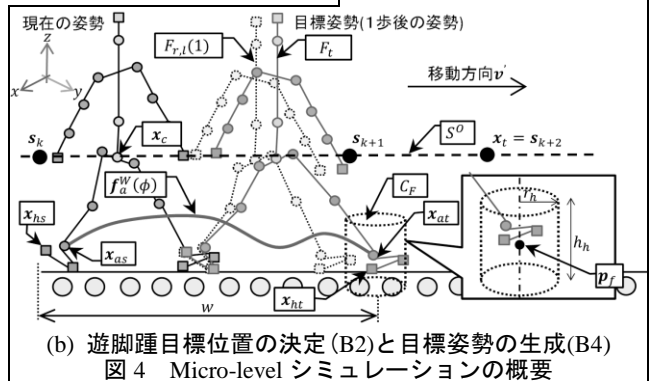 現在の姿勢
目標姿勢(1歩後の姿勢)
z
x
y
F_{r,l}(1)
F_t
移動方向v'
s_k
x_c
s_{k+1}
S^O
x_t = s_{k+2}
f_a^W(ϕ)
C_F
x_{hs}
x_{at}
r_h
h_h
x_{as}
x_{ht}
p_f
w
(b) 遊脚踵目標位置の決定(B2)と目標姿勢の生成(B4)
図 4 Micro-level シミュレーションの概要